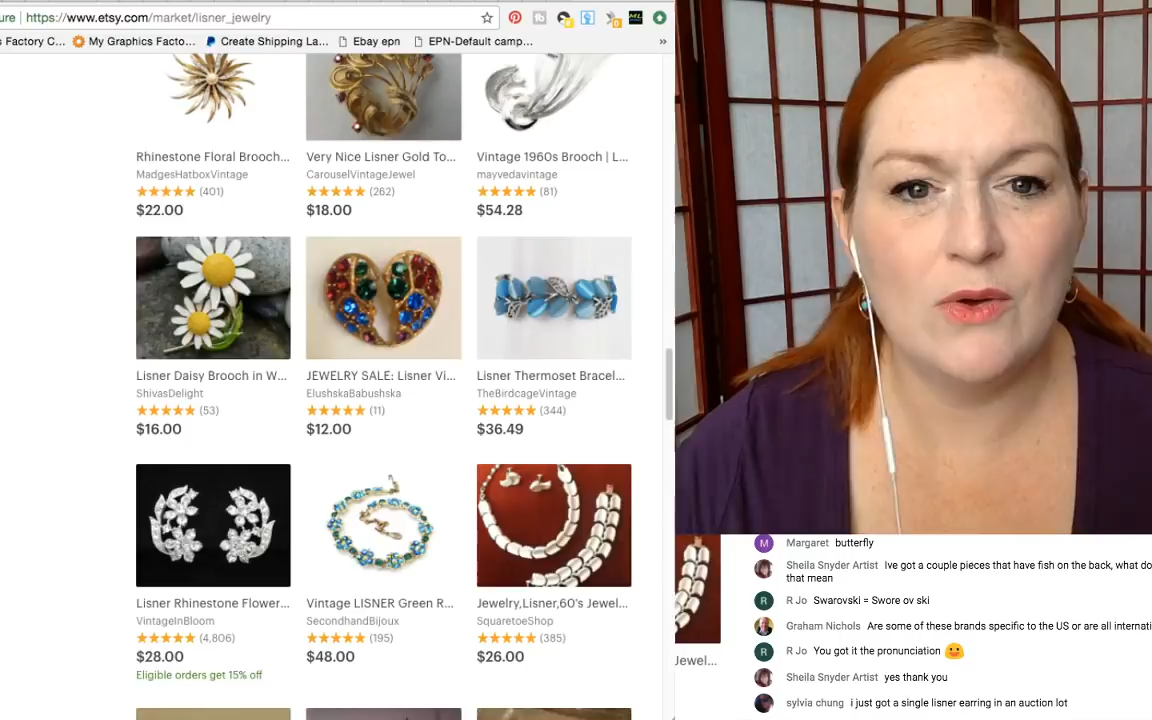 ure https://www.etsy.com/market/lisner_jewelry
s Factory C... My Graphics Facto... Create Shipping La... Ebay epn EPN-Default camp... »
Rhinestone Floral Brooch... Very Nice Lisner Gold To... Vintage 1960s Brooch | L...
MadgesHatboxVintage CarouselVintageJewel mayvedavintage
(401) (262) (81)
$22.00 $18.00 $54.28
Lisner Daisy Brooch in W... JEWELRY SALE: Lisner Vi... Lisner Thermoset Bracel...
ShivasDelight ElushskaBabushka TheBirdcageVintage
(53) (11) (344)
$16.00 $12.00 $36.49
Lisner Rhinestone Flower... Vintage LISNER Green R... Jewelry,Lisner,60's Jewel...
VintageInBloom SecondhandBijoux SquaretoeShop
(4,806) (195) (385)
$28.00 $48.00 $26.00
Eligible orders get 15% off
Jewel...
M Margaret butterfly
Sheila Snyder Artist Ive got a couple pieces that have fish on the back, what do
that mean
R R Jo Swarovski = Swore ov ski
Graham Nichols Are some of these brands specific to the US or are all internati
R R Jo You got it the pronunciation
Sheila Snyder Artist yes thank you
sylvia chung i just got a single lisner earring in an auction lot